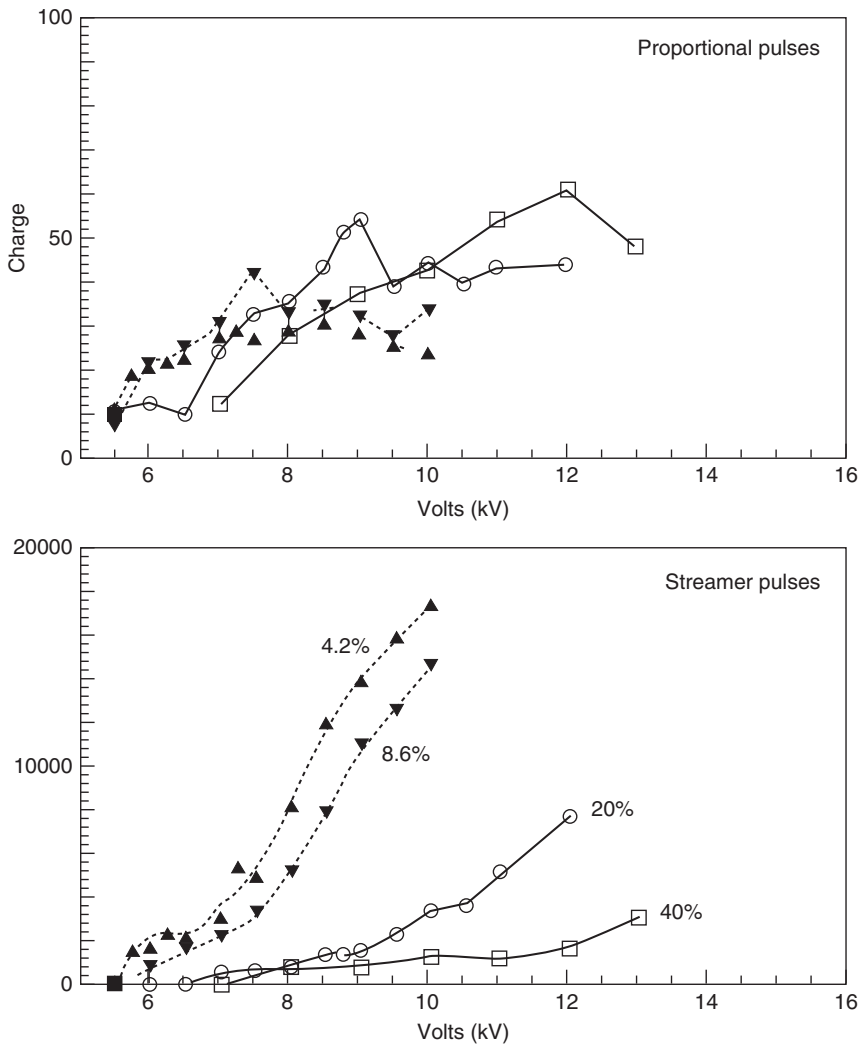 100
Proportional pulses
Charge
50
0
6 8 10 12 14 16
Volts (kV)
20000
Streamer pulses
4.2%
10000
8.6%
20%
40%
0
6 8 10 12 14 16
Volts (kV)